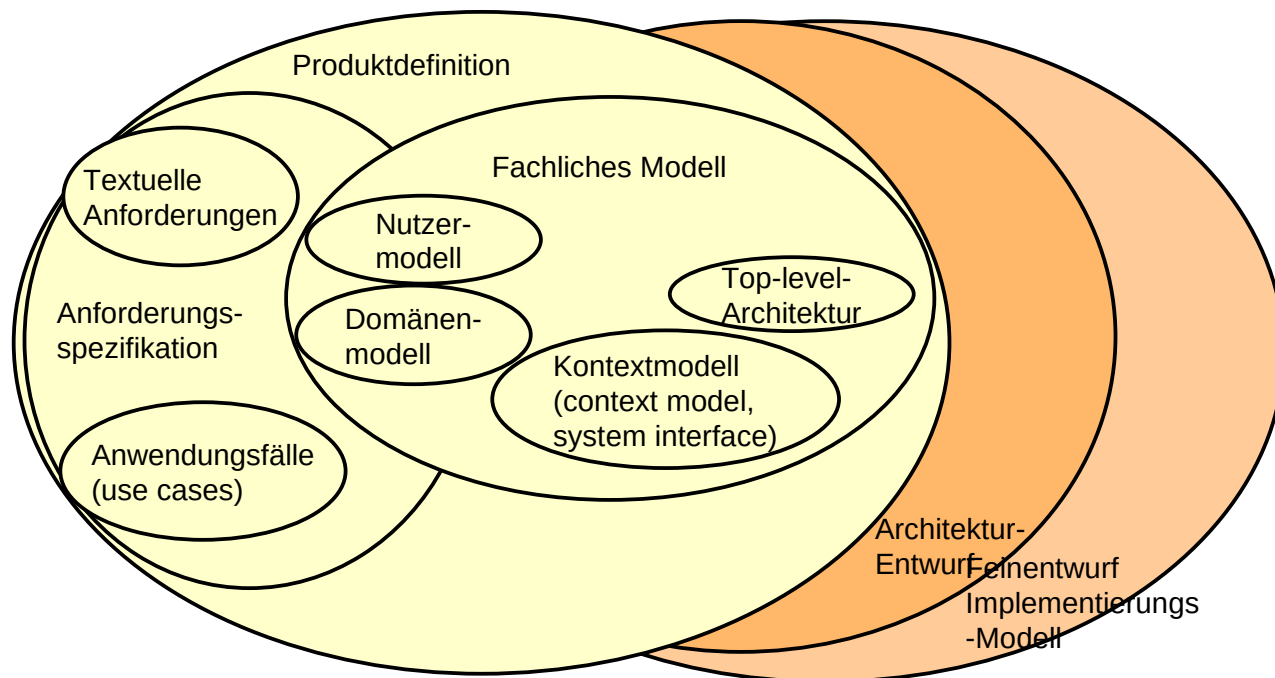 Produktdefinition
Textuelle
Anforderungen
Fachliches Modell
Nutzer-
modell
Top-level-
Architektur
Anforderungs-
spezifikation
Domänen-
modell
Kontextmodell
(context model,
system interface)
Anwendungsfälle
(use cases)
Architektur-
Entwurf
Feinentwurf
Implementierungs
-Modell